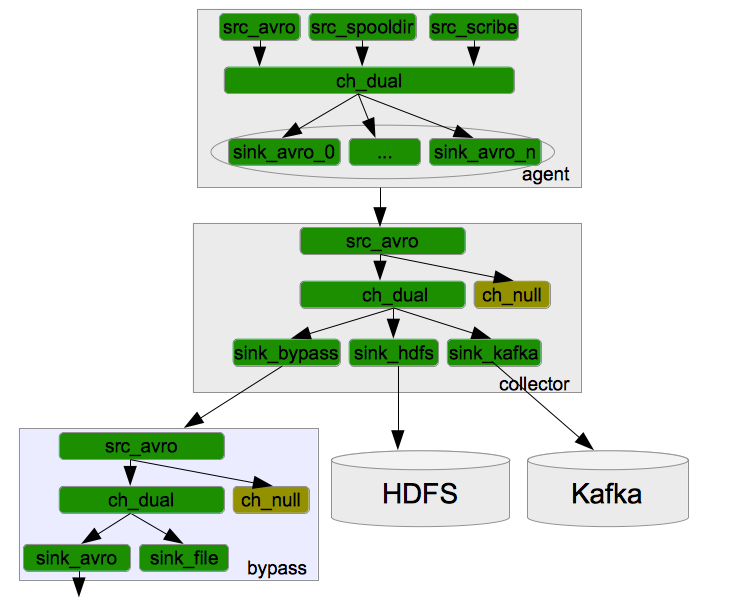 src_avro src_spooldir src_scribe
ch_dual
sink_avro_0 ... sink_avro_n
agent
src_avro
ch_dual ch_null
sink_bypass sink_hdfs sink_kafka
collector
src_avro
ch_dual ch_null
sink_avro sink_file
bypass
HDFS
Kafka